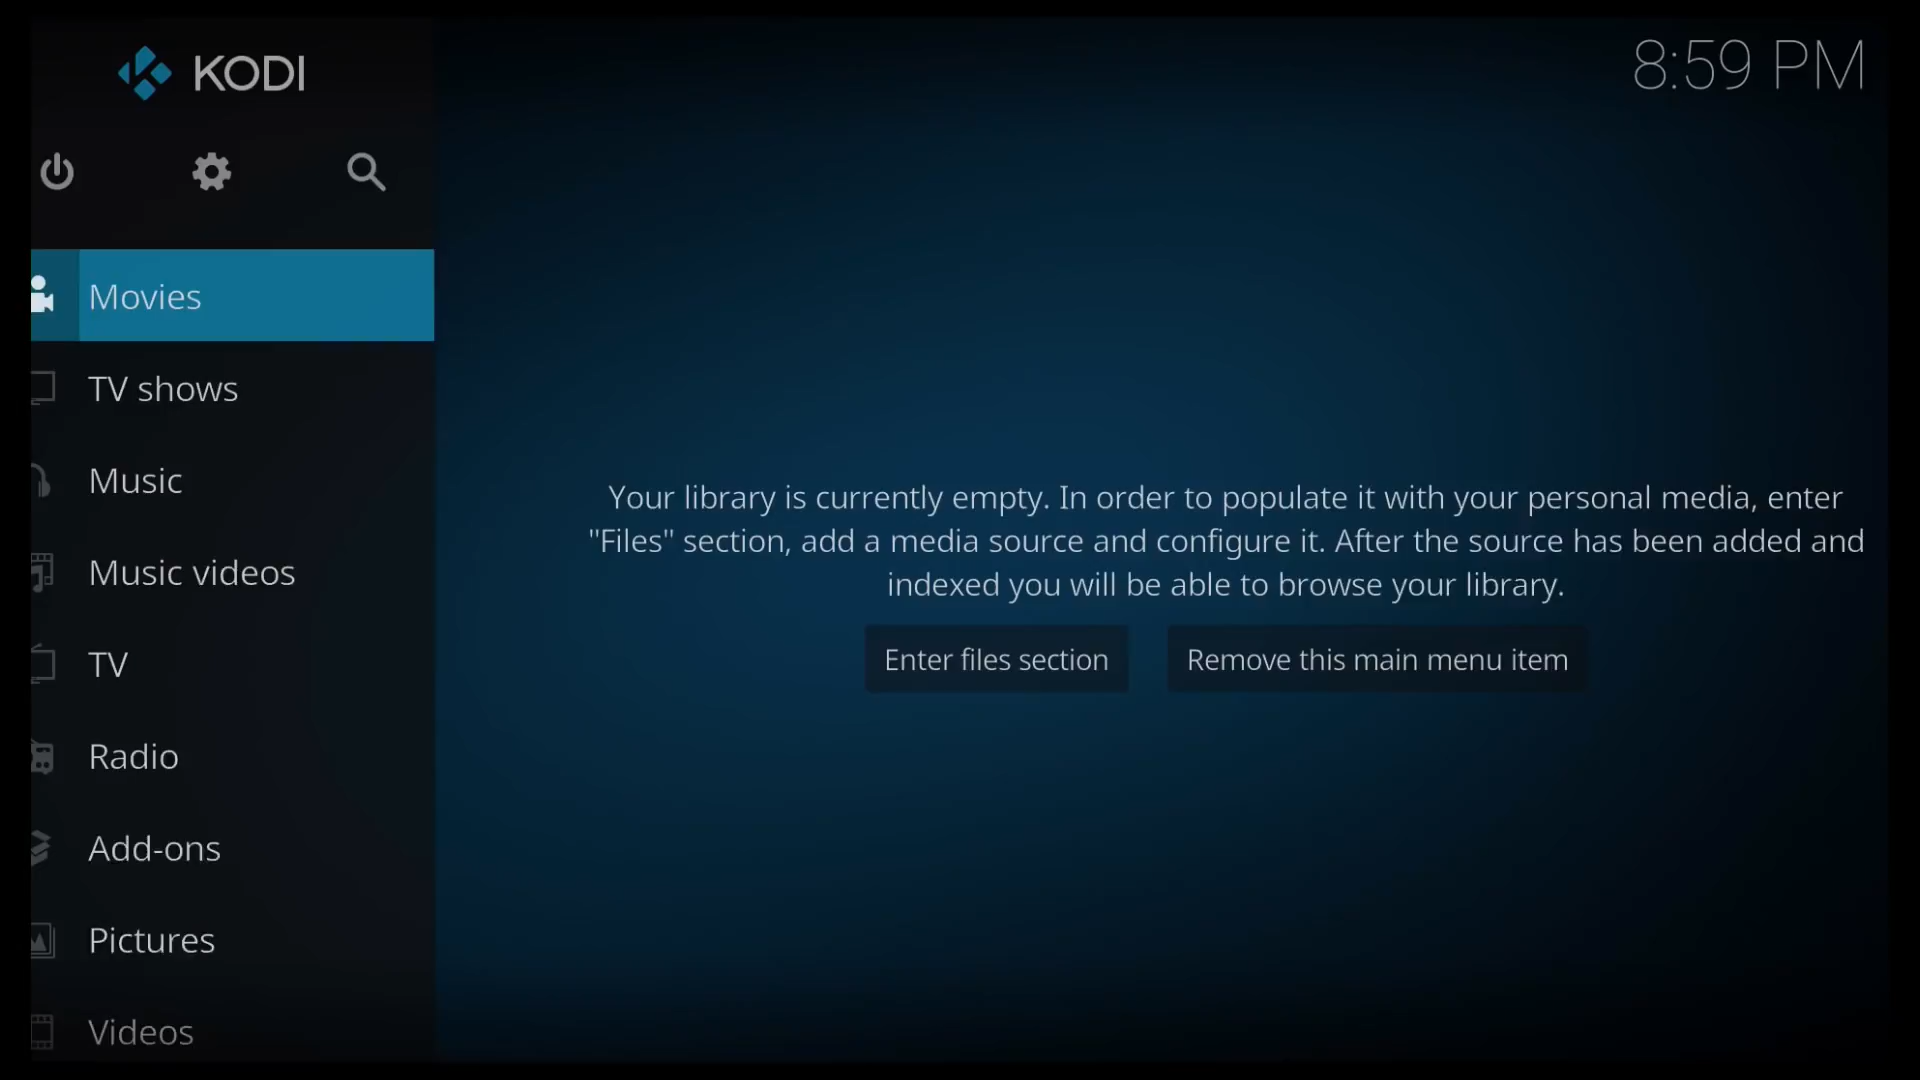 KODI
8:59 PM
Movies
TV shows
Music
Music videos
TV
Radio
Add-ons
Pictures
Videos
Your library is currently empty. In order to populate it with your personal media, enter
"Files" section, add a media source and configure it. After the source has been added and
indexed you will be able to browse your library.
Enter files section
Remove this main menu item